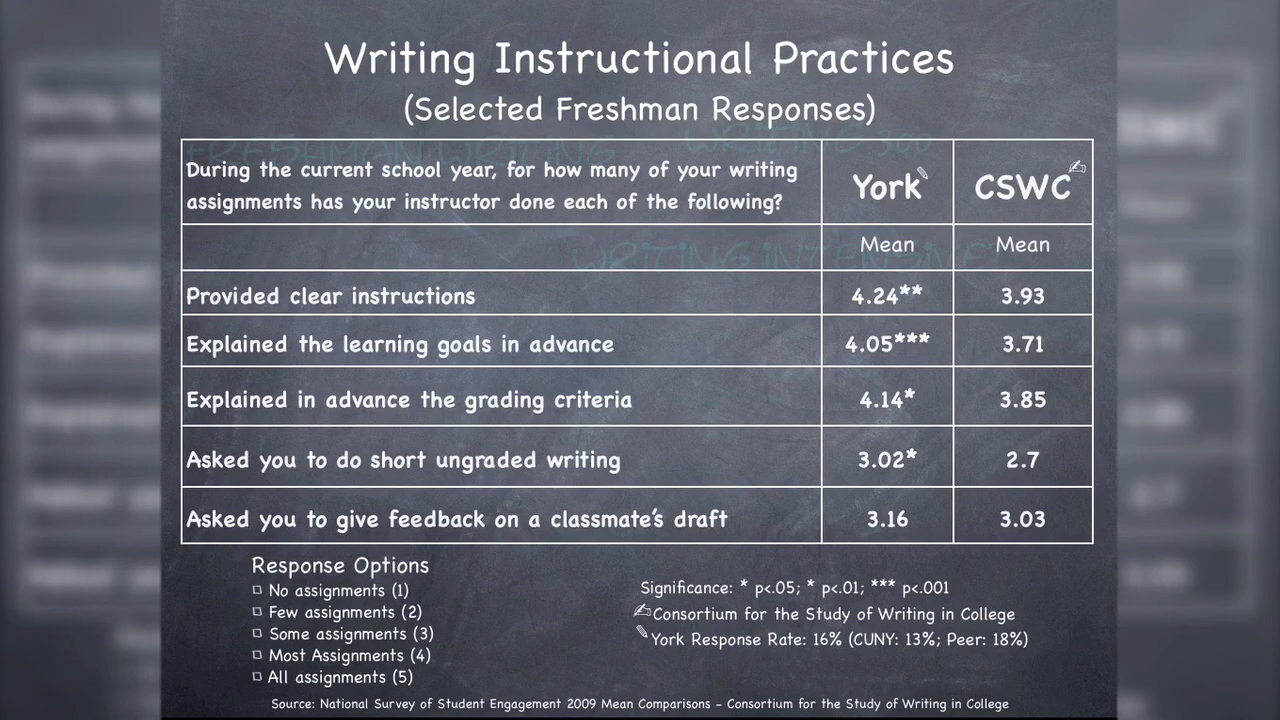 Writing Instructional Practices
(Selected Freshman Responses)
FRESHMAN WRITING WRITING 300
During the current school year, for how many of your writing
assignments has your instructor done each of the following?
York✎ CSWC✍
WRITING INTENSIVE?
Mean Mean
Provided clear instructions 4.24** 3.93
Explained the learning goals in advance 4.05*** 3.71
Explained in advance the grading criteria 4.14* 3.85
Asked you to do short ungraded writing 3.02* 2.7
Asked you to give feedback on a classmate's draft 3.16 3.03
Response Options
No assignments (1)
Few assignments (2)
Some assignments (3)
Most Assignments (4)
All assignments (5)
Significance: * p<.05; * p<.01; *** p<.001
✍Consortium for the Study of Writing in College
✎York Response Rate: 16% (CUNY: 13%; Peer: 18%)
Source: National Survey of Student Engagement 2009 Mean Comparisons - Consortium for the Study of Writing in College